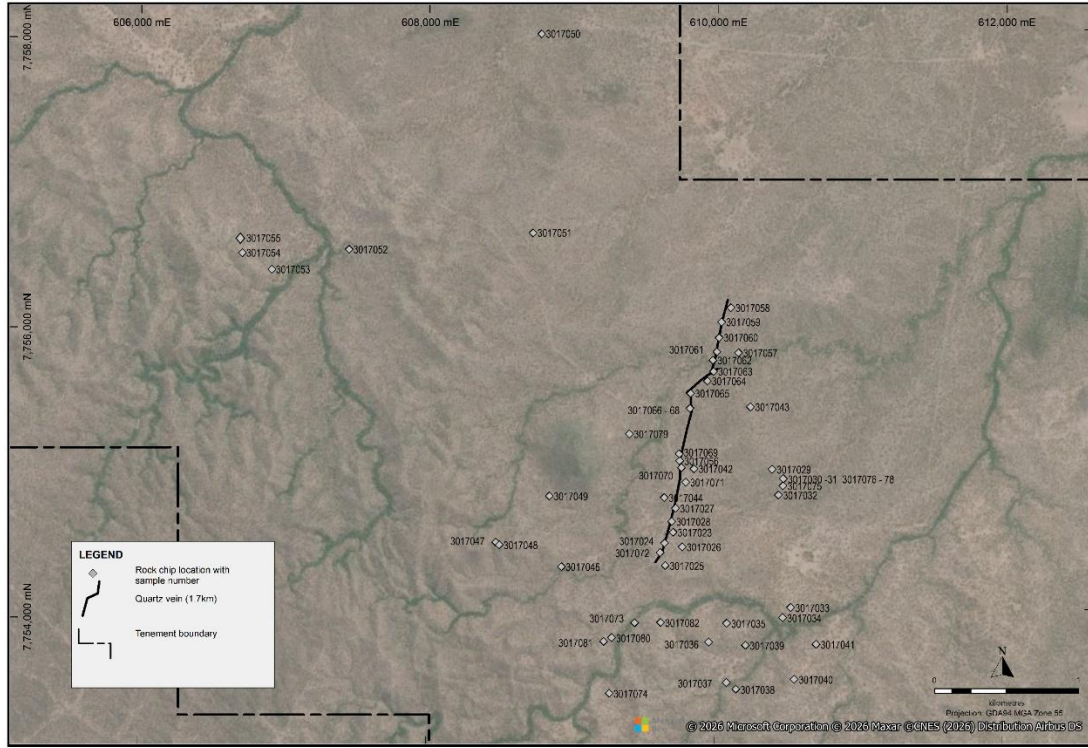 606,000 mE
608,000 mE
610,000 mE
612,000 mE
7,758,000 mN
3017050
3017055
3017054
3017053
3017052
3017051
7,756,000 mN
3017058
3017059
3017060
3017061
3017057
3017062
3017063
3017064
3017065
3017066 - 68
3017043
3017079
3017069
3017056
3017070
3017042
3017071
3017029
3017030 -31 3017076 - 78
3017075
3017032
3017049
3017044
3017027
3017028
3017023
3017047
3017048
3017024
3017072
3017026
3017025
3017045
LEGEND
Rock chip location with
sample number
Quartz vein (1.7km)
Tenement boundary
7,754,000 mN
3017033
3017034
3017073
3017082
3017035
3017081
3017080
3017036
3017039
3017041
3017037
3017038
3017040
3017074
N
0 1
kilometres
Projection: GDA94 MGA Zone 55
Microsoft
© 2026 Microsoft Corporation © 2026 Maxar ©CNES (2026) Distribution Airbus DS